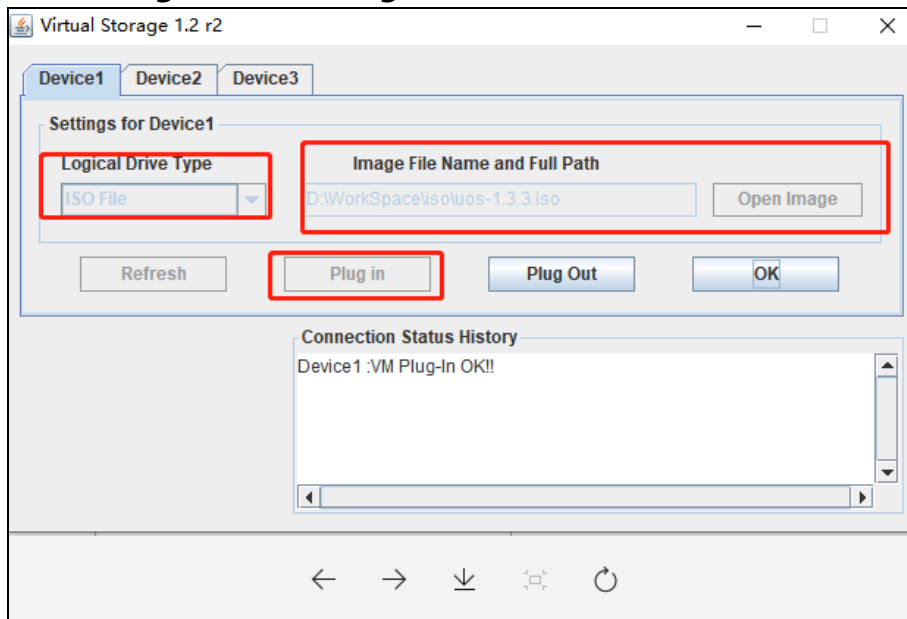 Virtual Storage 1.2 r2
Device1 Device2 Device3
Settings for Device1
Logical Drive Type Image File Name and Full Path
ISO File D:\WorkSpace\iso\uos-1.3.3.iso Open Image
Refresh Plug in Plug Out OK
Connection Status History
Device1 :VM Plug-In OK!!